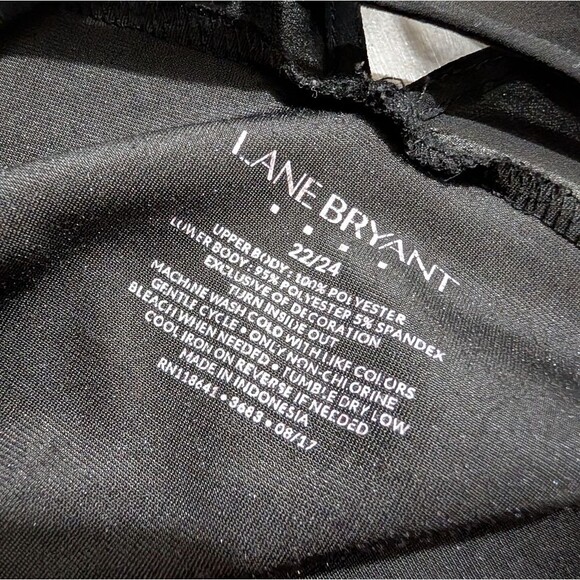 LANE BRYANT
22/24
UPPER BODY: 100% POLYESTER
LOWER BODY: 95% POLYESTER 5% SPANDEX
EXCLUSIVE OF DECORATION
TURN INSIDE OUT
MACHINE WASH COLD WITH LIKE COLORS
GENTLE CYCLE • ONLY NON-CHLORINE
BLEACH WHEN NEEDED • TUMBLE DRY LOW
COOL IRON ON REVERSE IF NEEDED
MADE IN INDONESIA
RN118641 • 3663 • 08/17